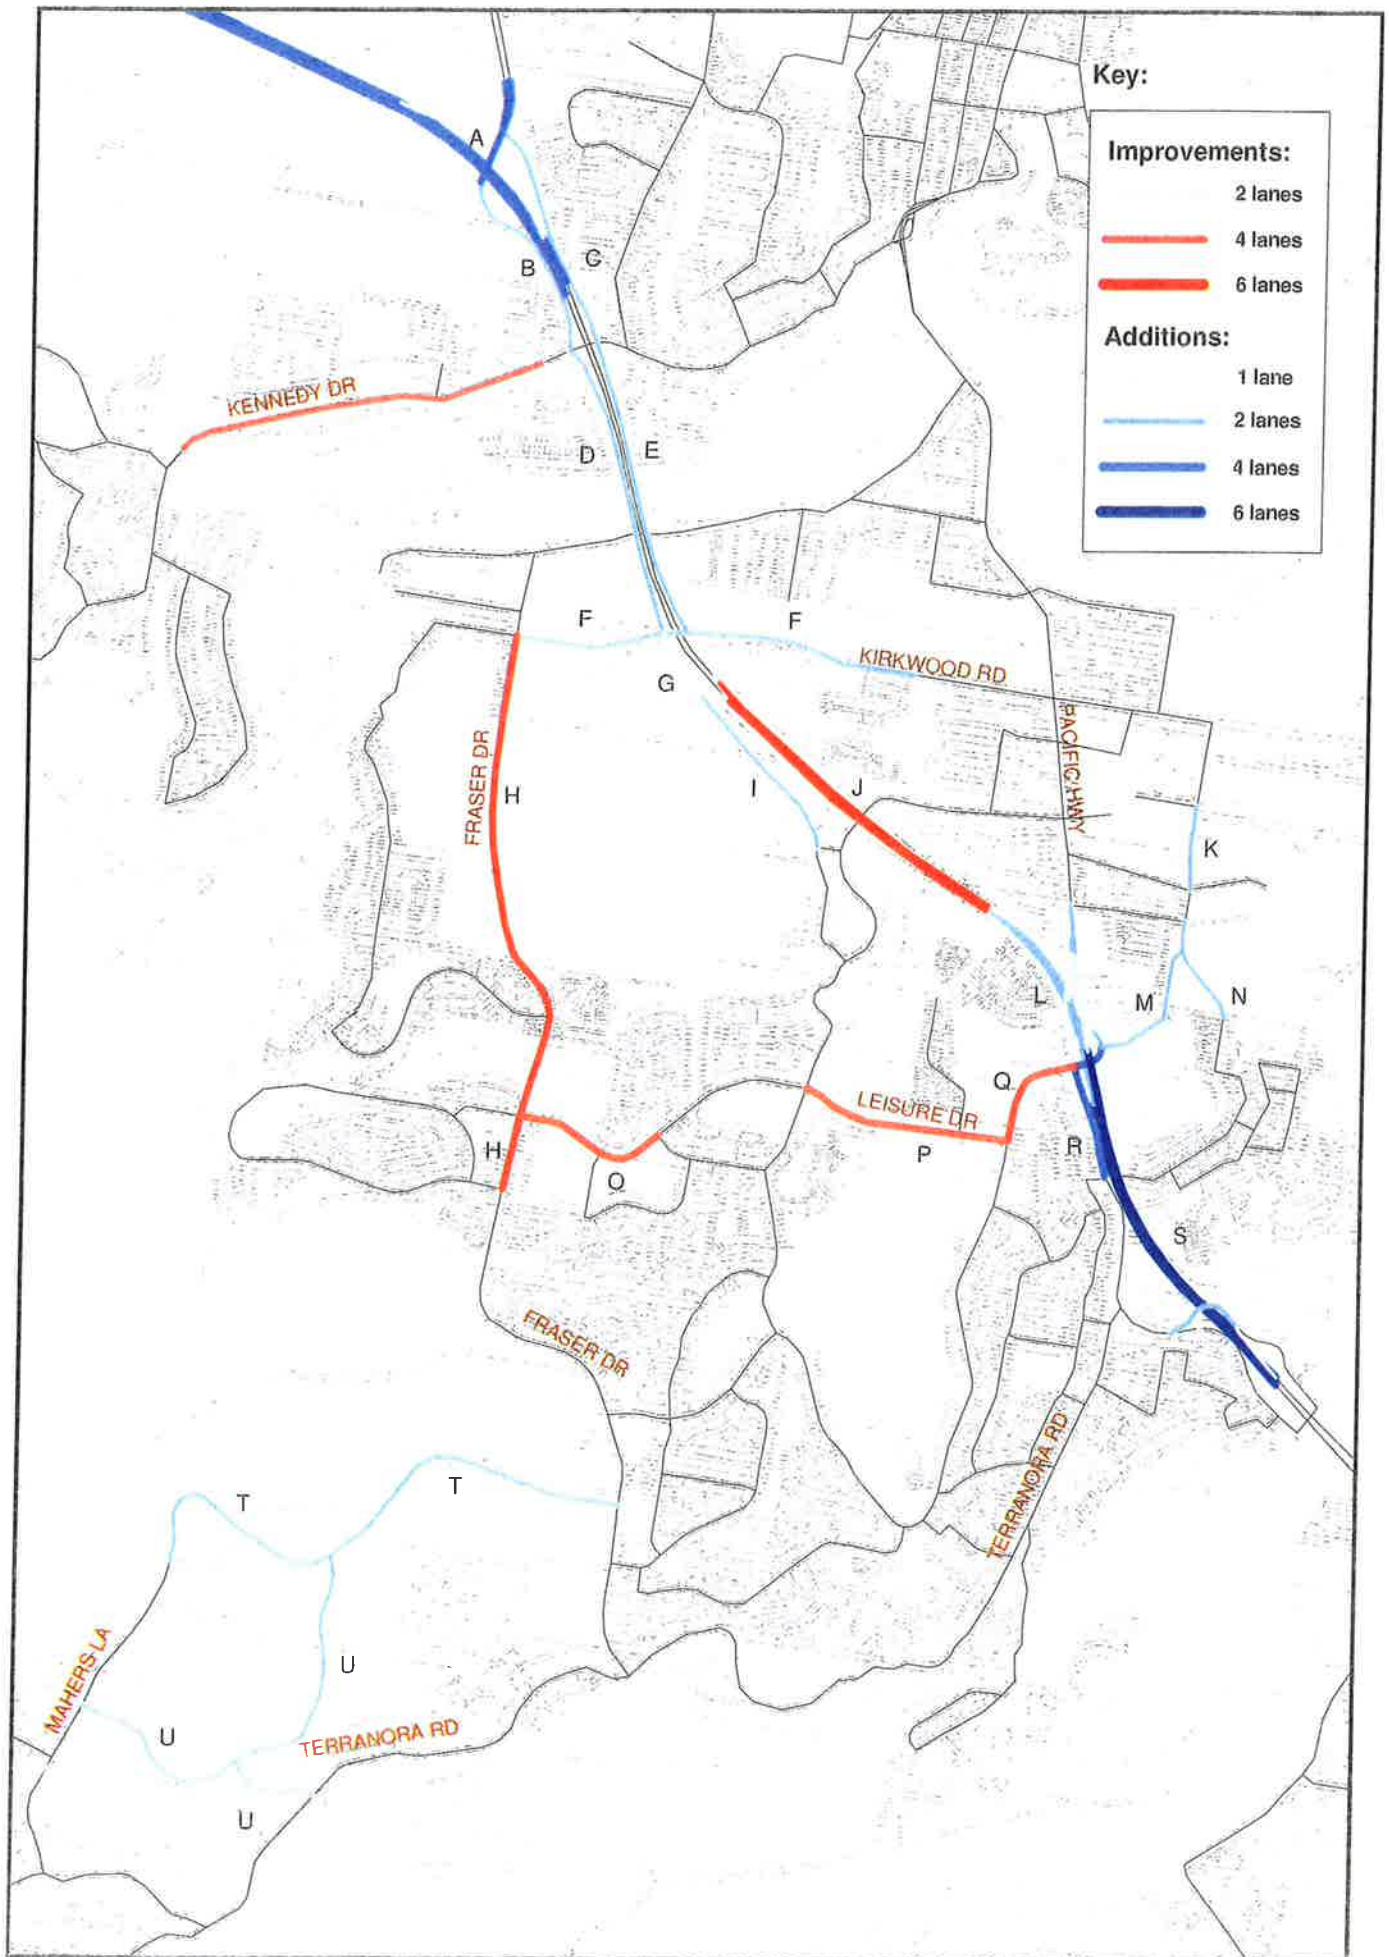 Key:
Improvements:
2 lanes
4 lanes
6 lanes
Additions:
1 lane
2 lanes
4 lanes
6 lanes
A
B
C
KENNEDY DR
D
E
F
F
KIRKWOOD RD
G
PACIFIC HWY
FRASER DR
H
I
J
K
L
M
N
Q
LEISURE DR
H
P
R
O
S
FRASER DR
TERRANORA RD
T
T
MAHERS LA
U
U
TERRANORA RD
U